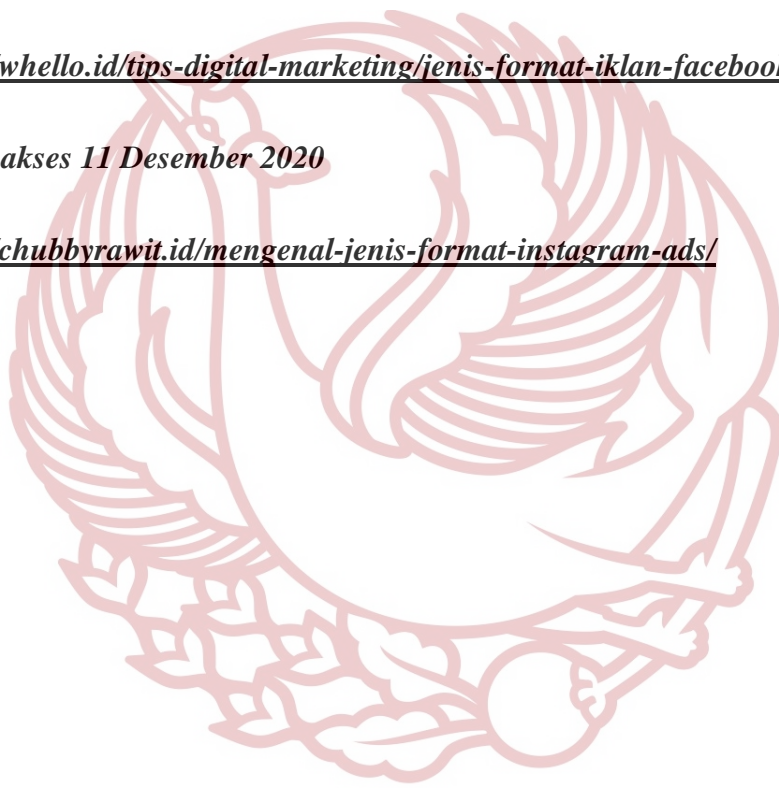 /whello.id/tips-digital-marketing/jenis-format-iklan-facebook
akses 11 Desember 2020
/chubbyrawit.id/mengenal-jenis-format-instagram-ads/